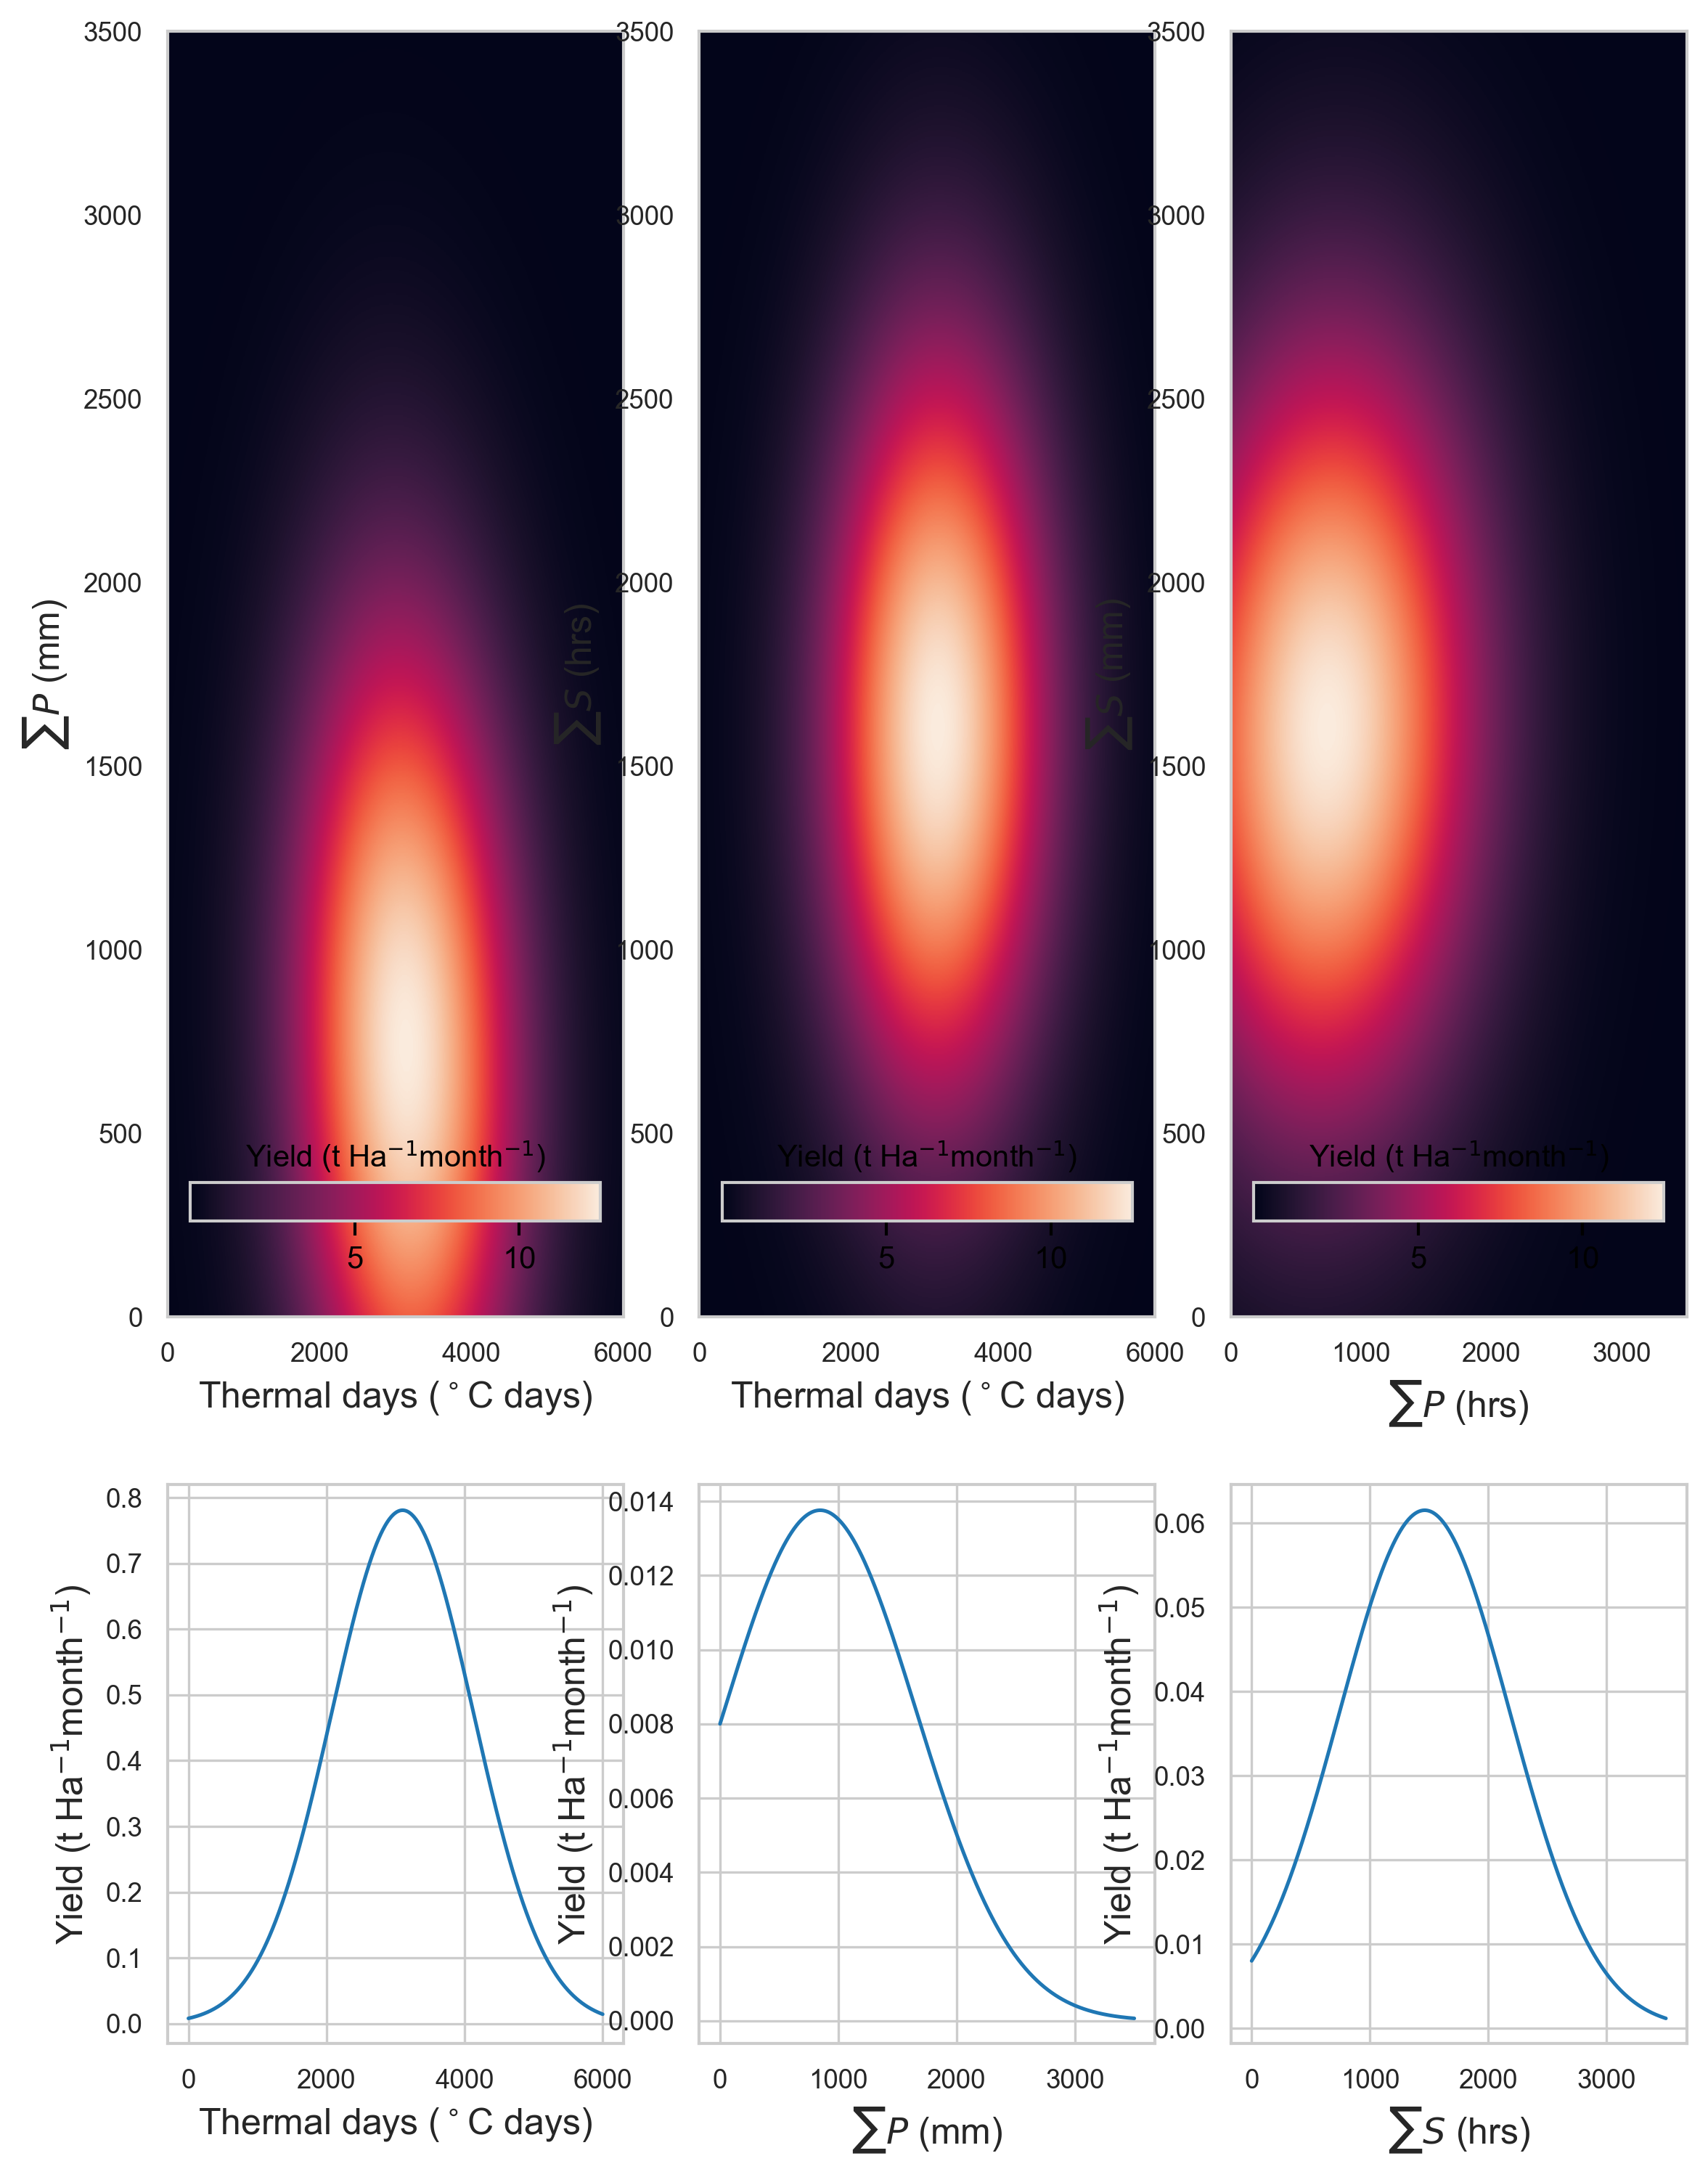 3500
3000
2500
2000
1500
1000
500
0
∑P (mm)
Yield (t Ha⁻¹month⁻¹)
5 10
0 2000 4000 6000
Thermal days (°C days)
3500
3000
2500
2000
1500
1000
500
0
∑S (hrs)
Yield (t Ha⁻¹month⁻¹)
5 10
0 2000 4000 6000
Thermal days (°C days)
3500
3000
2500
2000
1500
1000
500
0
∑S (mm)
Yield (t Ha⁻¹month⁻¹)
5 10
0 1000 2000 3000
∑P (hrs)
0.8
0.7
0.6
0.5
0.4
0.3
0.2
0.1
0.0
Yield (t Ha⁻¹month⁻¹)
0 2000 4000 6000
Thermal days (°C days)
0.014
0.012
0.010
0.008
0.006
0.004
0.002
0.000
Yield (t Ha⁻¹month⁻¹)
0 1000 2000 3000
∑P (mm)
0.06
0.05
0.04
0.03
0.02
0.01
0.00
Yield (t Ha⁻¹month⁻¹)
0 1000 2000 3000
∑S (hrs)